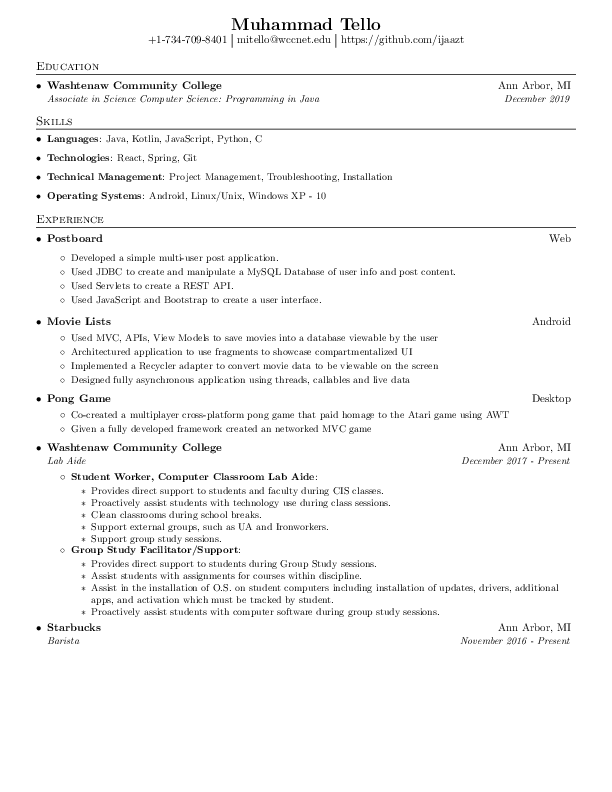 Muhammad Tello
+1-734-709-8401 | mitello@wccnet.edu | https://github.com/ijaazt
Education
• Washtenaw Community College Ann Arbor, MI
Associate in Science Computer Science: Programming in Java December 2019
Skills
• Languages: Java, Kotlin, JavaScript, Python, C
• Technologies: React, Spring, Git
• Technical Management: Project Management, Troubleshooting, Installation
• Operating Systems: Android, Linux/Unix, Windows XP - 10
Experience
• Postboard Web
◦ Developed a simple multi-user post application.
◦ Used JDBC to create and manipulate a MySQL Database of user info and post content.
◦ Used Servlets to create a REST API.
◦ Used JavaScript and Bootstrap to create a user interface.
• Movie Lists Android
◦ Used MVC, APIs, View Models to save movies into a database viewable by the user
◦ Architectured application to use fragments to showcase compartmentalized UI
◦ Implemented a Recycler adapter to convert movie data to be viewable on the screen
◦ Designed fully asynchronous application using threads, callables and live data
• Pong Game Desktop
◦ Co-created a multiplayer cross-platform pong game that paid homage to the Atari game using AWT
◦ Given a fully developed framework created an networked MVC game
• Washtenaw Community College Ann Arbor, MI
Lab Aide December 2017 - Present
◦ Student Worker, Computer Classroom Lab Aide:
∗ Provides direct support to students and faculty during CIS classes.
∗ Proactively assist students with technology use during class sessions.
∗ Clean classrooms during school breaks.
∗ Support external groups, such as UA and Ironworkers.
∗ Support group study sessions.
◦ Group Study Facilitator/Support:
∗ Provides direct support to students during Group Study sessions.
∗ Assist students with assignments for courses within discipline.
∗ Assist in the installation of O.S. on student computers including installation of updates, drivers, additional
apps, and activation which must be tracked by student.
∗ Proactively assist students with computer software during group study sessions.
• Starbucks Ann Arbor, MI
Barista November 2016 - Present